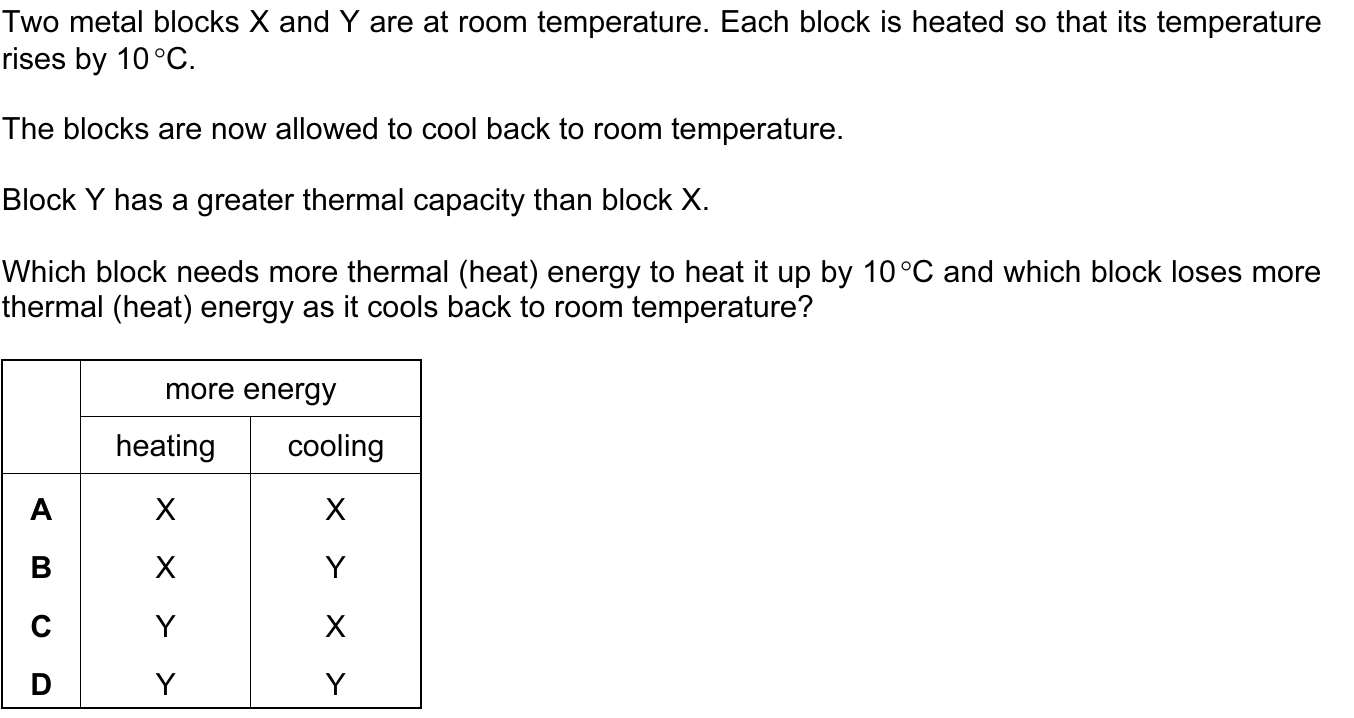 Two metal blocks X and Y are at room temperature. Each block is heated so that its temperature
rises by 10 °C.
The blocks are now allowed to cool back to room temperature.
Block Y has a greater thermal capacity than block X.
Which block needs more thermal (heat) energy to heat it up by 10 °C and which block loses more
thermal (heat) energy as it cools back to room temperature?
more energy
heating cooling
A X X
B X Y
C Y X
D Y Y